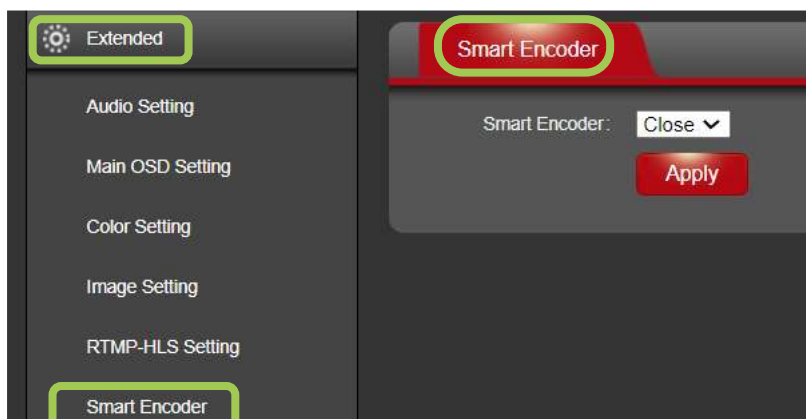 Extended
Audio Setting
Main OSD Setting
Color Setting
Image Setting
RTMP-HLS Setting
Smart Encoder
Smart Encoder
Smart Encoder: Close
Apply